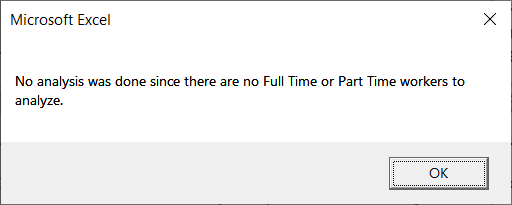 Microsoft Excel
No analysis was done since there are no Full Time or Part Time workers to
analyze.
OK